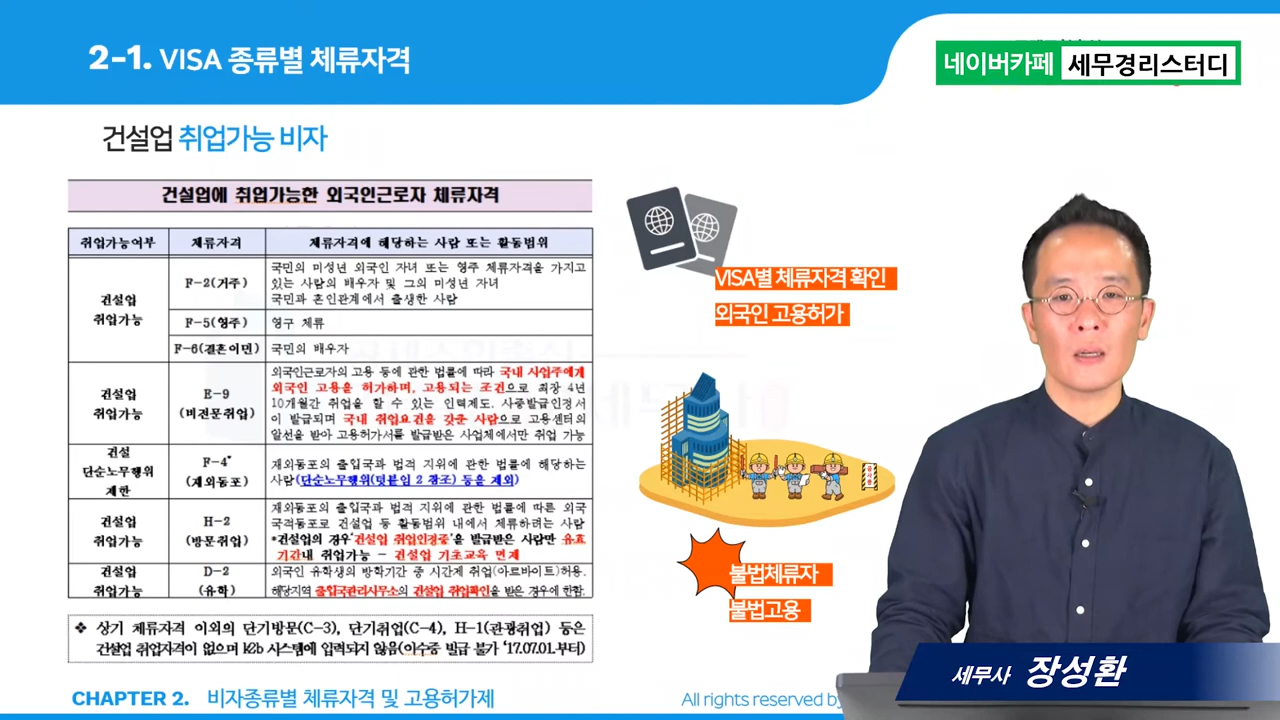 2-1. VISA 종류별 체류자격
네이버카페 세무경리스터디
건설업 취업가능 비자
건설업에 취업가능한 외국인근로자 체류자격
취업가능여부 체류자격 체류자격에 해당하는 사람 또는 활동범위
건설업
취업가능
F-2(거주)
국민의 미성년 외국인 자녀 또는 영주 체류자격을 가지고
있는 사람의 배우자 및 그의 미성년 자녀
국민과 혼인관계에서 출생한 사람
F-5(영주) 영구 체류
F-6(결혼이민) 국민의 배우자
건설업
취업가능
E-9
(비전문취업)
외국인근로자의 고용 등에 관한 법률에 따라 국내 사업주에게
외국인 고용을 허가하며, 고용되는 조건으로 최장 4년
10개월간 취업을 할 수 있는 인력제도. 사증발급인정서
이 발급되며 국내 취업요건을 갖춘 사람으로 고용센터의
알선을 받아 고용허가서를 발급받은 사업체에서만 취업 가능
건설
단순노무행위
제한
F-4*
(재외동포)
재외동포의 출입국과 법적 지위에 관한 법률에 해당하는
사람(단순노무행위(덧붙임 2 참조) 등을 제외)
건설업
취업가능
H-2
(방문취업)
재외동포의 출입국과 법적 지위에 관한 법률에 따른 외국
국적동포로 건설업 등 활동범위 내에서 체류하려는 사람
*건설업의 경우'건설업 취업인정증'을 발급받은 사람만 유효
기간내 취업가능 - 건설업 기초교육 면제
건설업
취업가능
D-2
(유학)
외국인 유학생의 방학기간 중 시간제 취업(아르바이트)허용.
해당지역 출입국관리사무소의 건설업 취업확인을 받은 경우에 한함.
❖ 상기 체류자격 이외의 단기방문(C-3), 단기취업(C-4), H-1(관광취업) 등은
건설업 취업자격이 없으며 k2b 시스템에 입력되지 않음(이수증 발급 불가 '17.07.01.부터)
VISA별 체류자격 확인
외국인 고용허가
불법체류자
불법고용
세무사 장성환
CHAPTER 2. 비자종류별 체류자격 및 고용허가제
All rights reserved by